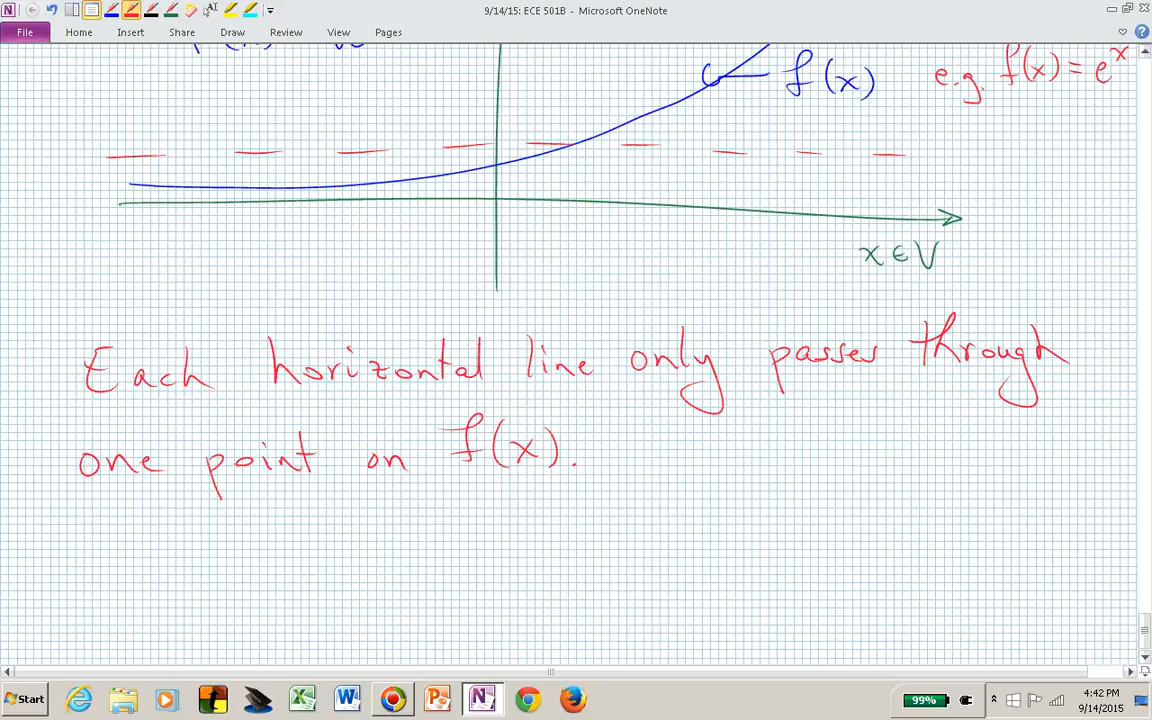 9/14/15: ECE 501B - Microsoft OneNote
File Home Insert Share Draw Review View Pages
f(x)
e.g. f(x) = e^x
x ∈ V
Each horizontal line only passes through
one point on f(x).
Start
99%
4:42 PM
9/14/2015